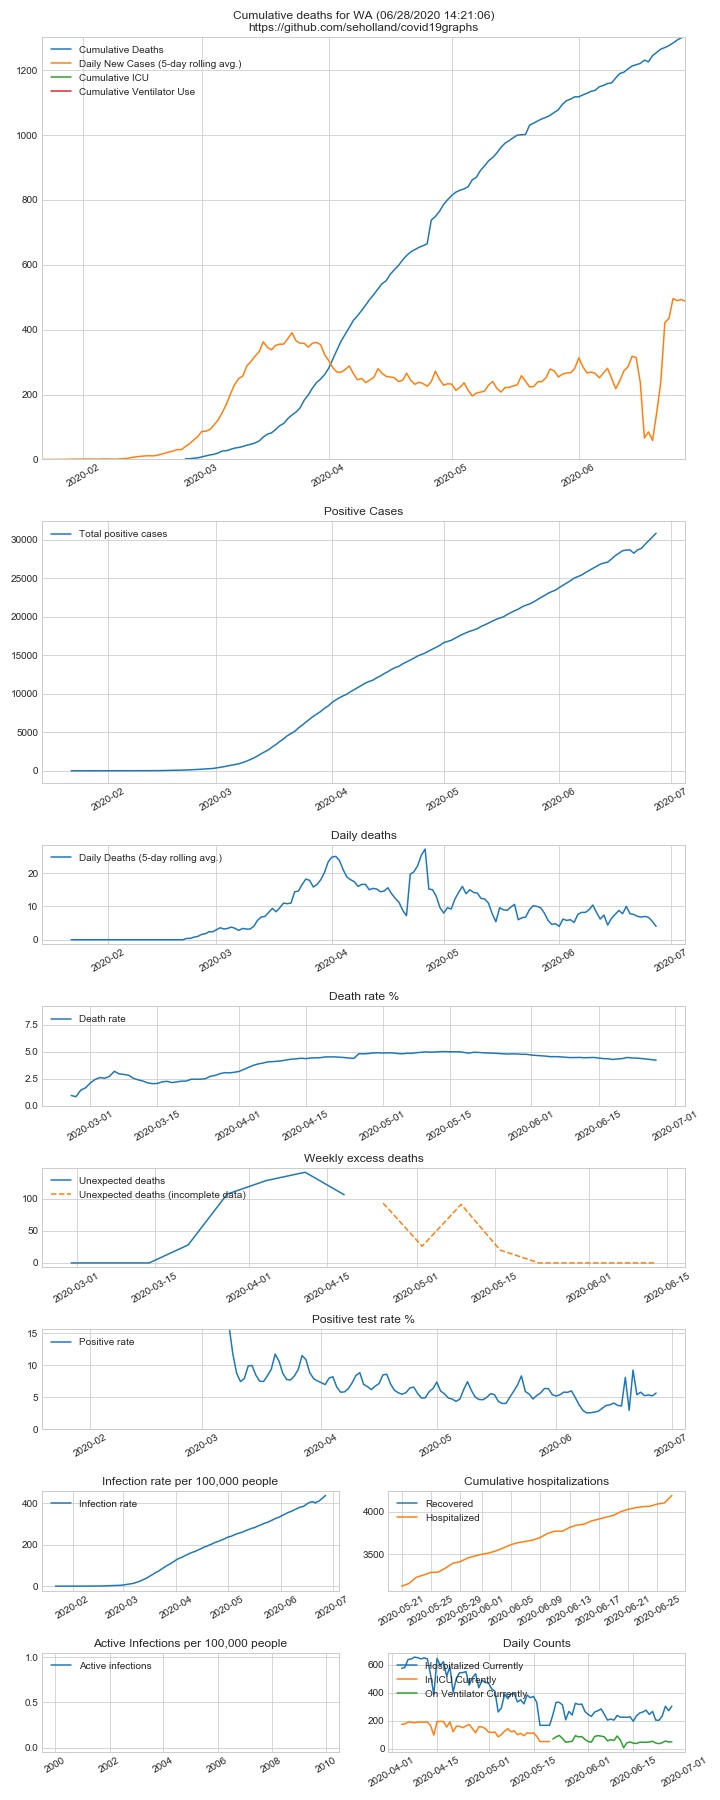 Cumulative deaths for WA (06/28/2020 14:21:06)
https://github.com/seholland/covid19graphs
Cumulative Deaths
Daily New Cases (5-day rolling avg.)
Cumulative ICU
Cumulative Ventilator Use
1200
1000
800
600
400
200
0
2020-02 2020-03 2020-04 2020-05 2020-06
Positive Cases
Total positive cases
30000
25000
20000
15000
10000
5000
0
2020-02 2020-03 2020-04 2020-05 2020-06 2020-07
Daily deaths
Daily Deaths (5-day rolling avg.)
20
10
0
2020-02 2020-03 2020-04 2020-05 2020-06 2020-07
Death rate %
Death rate
7.5
5.0
2.5
0.0
2020-03-01 2020-03-15 2020-04-01 2020-04-15 2020-05-01 2020-05-15 2020-06-01 2020-06-15 2020-07-01
Weekly excess deaths
Unexpected deaths
Unexpected deaths (incomplete data)
100
50
0
2020-03-01 2020-03-15 2020-04-01 2020-04-15 2020-05-01 2020-05-15 2020-06-01 2020-06-15
Positive test rate %
Positive rate
15
10
5
0
2020-02 2020-03 2020-04 2020-05 2020-06 2020-07
Infection rate per 100,000 people
Infection rate
400
200
0
2020-02 2020-03 2020-04 2020-05 2020-06 2020-07
Cumulative hospitalizations
Recovered
Hospitalized
4000
3500
2020-05-21 2020-05-25 2020-05-29 2020-06-01 2020-06-05 2020-06-09 2020-06-13 2020-06-17 2020-06-21 2020-06-25
Active Infections per 100,000 people
Active infections
1.0
0.5
0.0
2000 2002 2004 2006 2008 2010
Daily Counts
Hospitalized Currently
In ICU Currently
On Ventilator Currently
600
400
200
0
2020-04-01 2020-04-15 2020-05-01 2020-05-15 2020-06-01 2020-06-15 2020-07-01